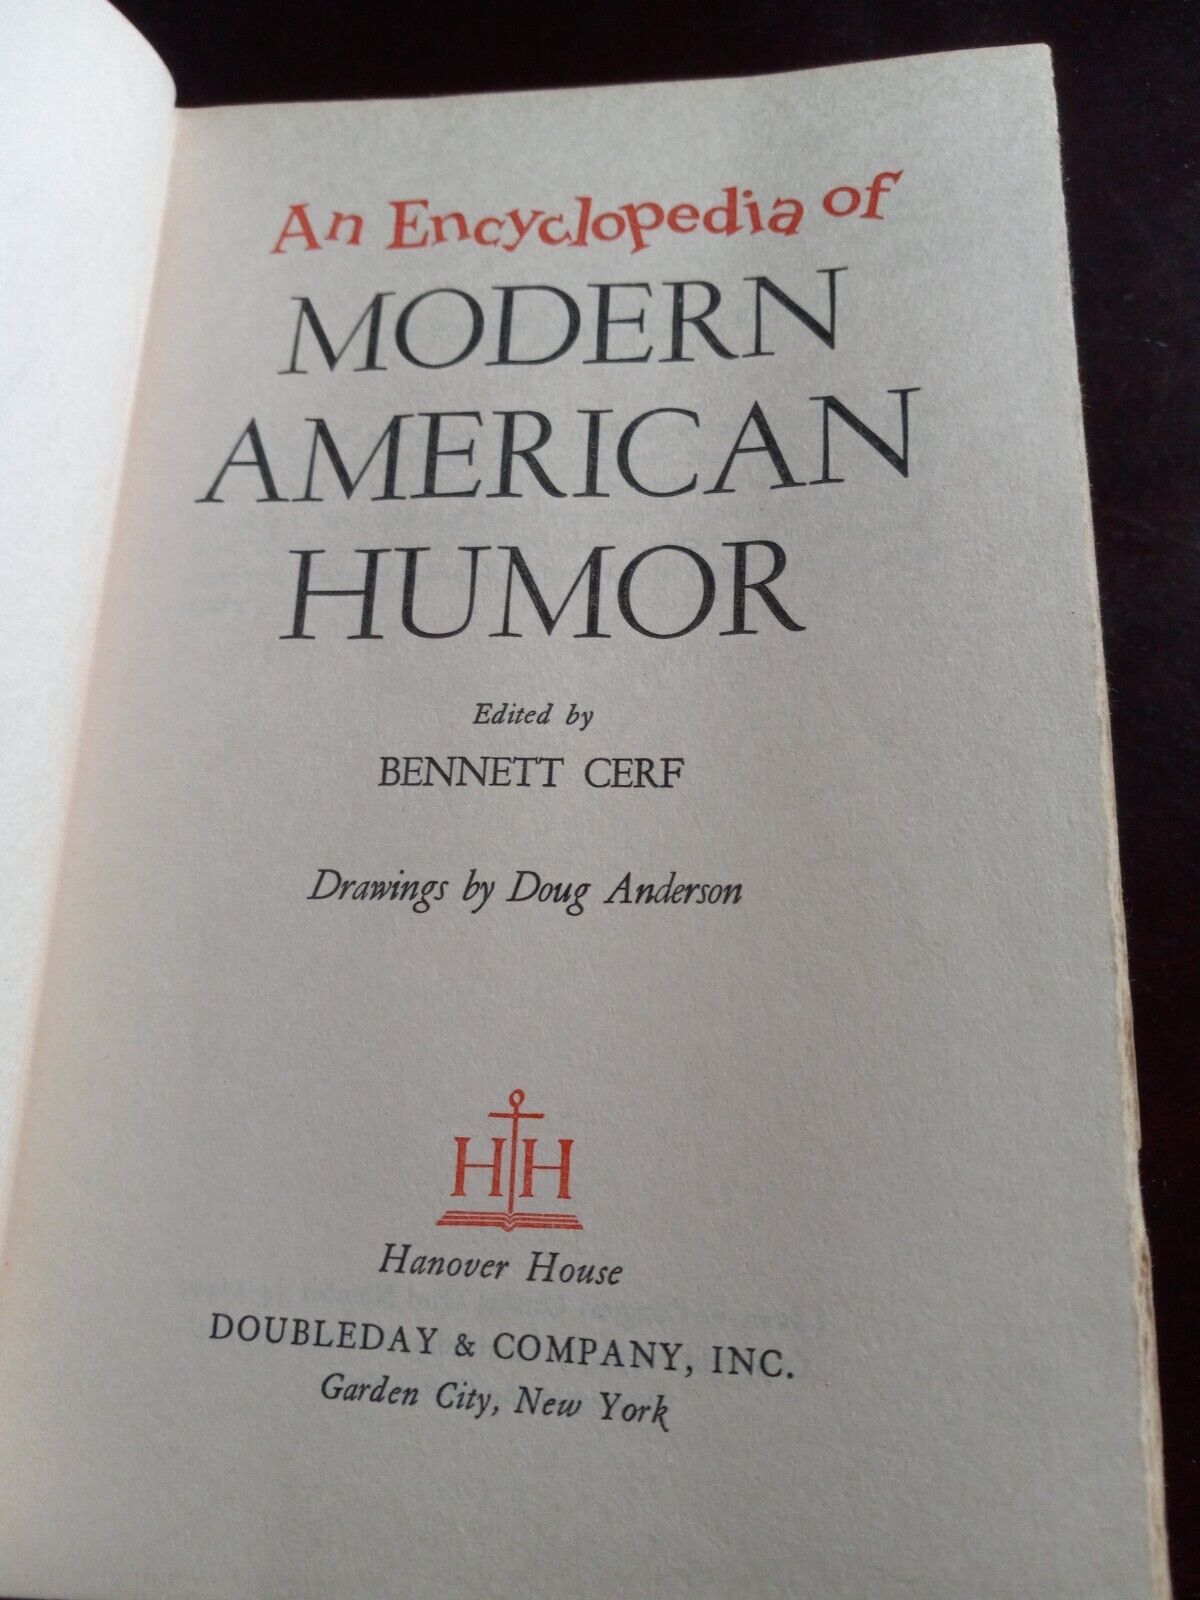 An Encyclopedia of
MODERN
AMERICAN
HUMOR
Edited by
BENNETT CERF
Drawings by Doug Anderson
HH
Hanover House
DOUBLEDAY & COMPANY, INC.
Garden City, New York